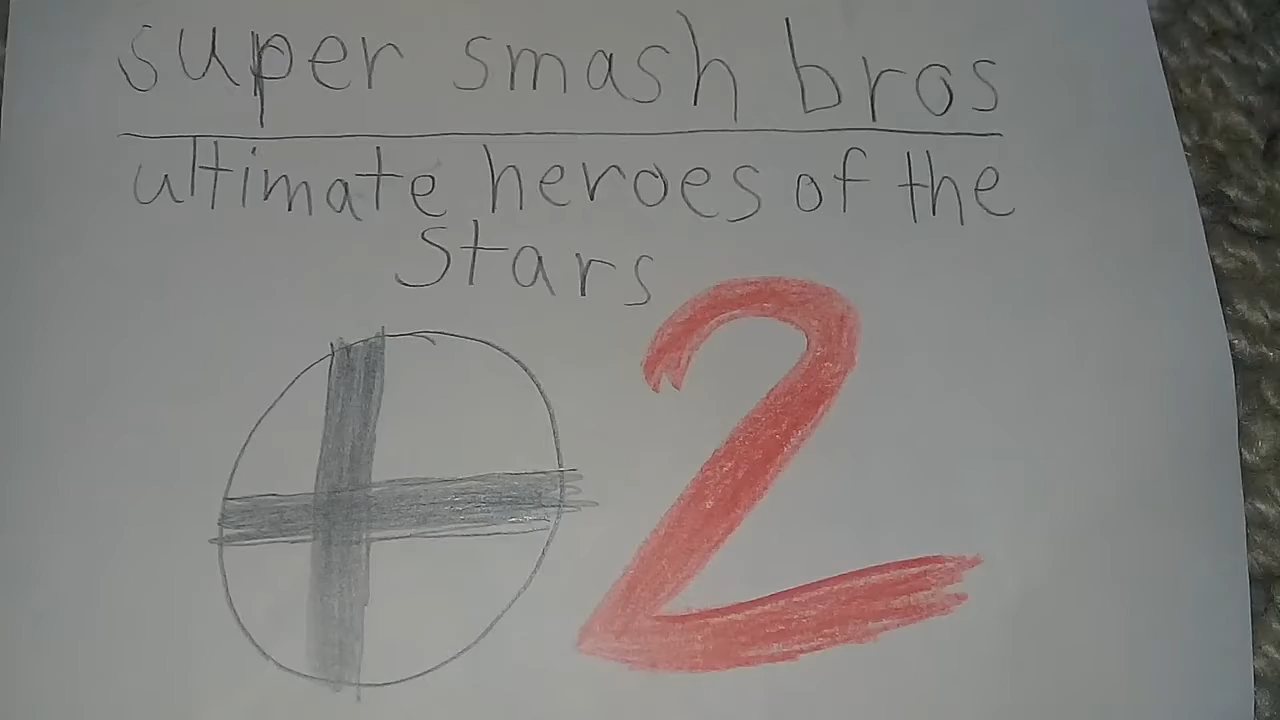 super smash bros
ultimate heroes of the
stars
2